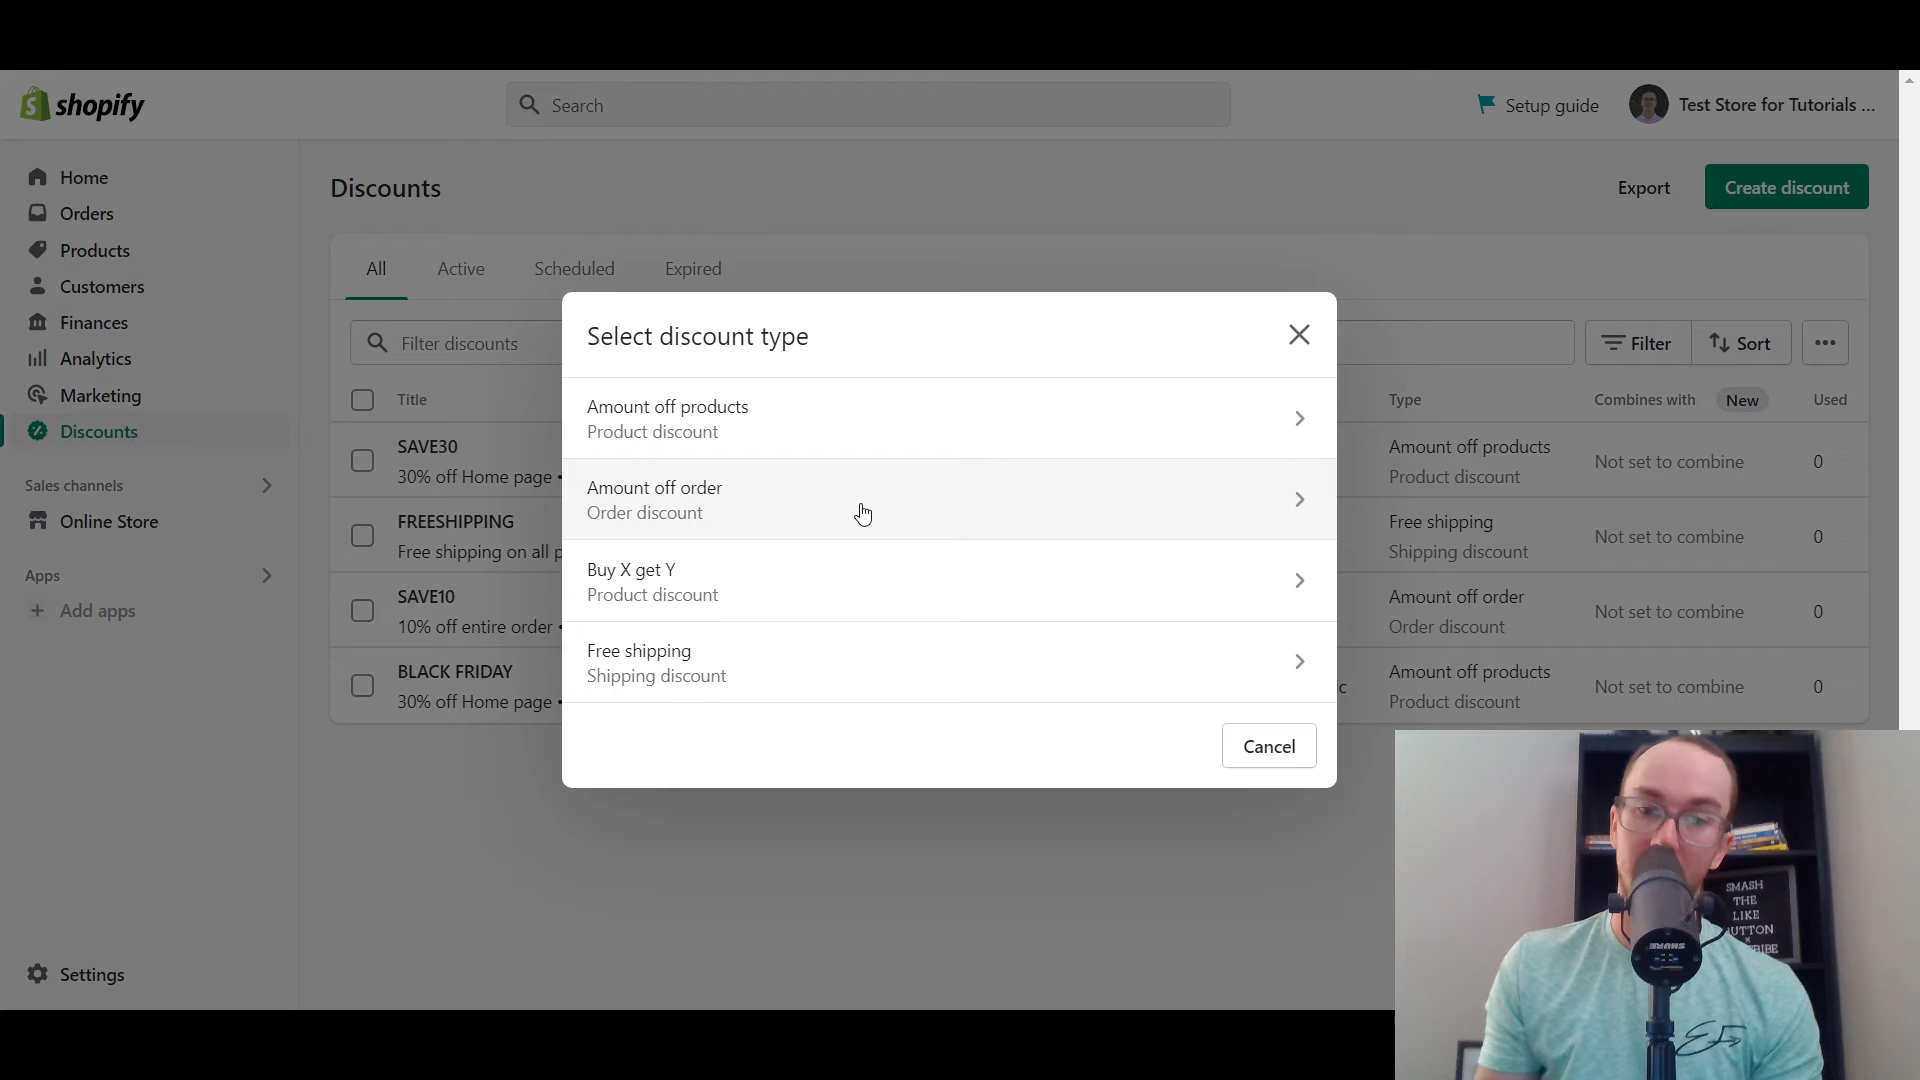 shopify
Search
Setup guide
Test Store for Tutorials ...
Home
Orders
Products
Customers
Finances
Analytics
Marketing
Discounts
Sales channels
Online Store
Apps
Add apps
Settings
Discounts
Export
Create discount
All
Active
Scheduled
Expired
Filter discounts
Filter
Sort
Title
Type
Combines with
New
Used
SAVE30
30% off Home page •
Amount off products
Product discount
Not set to combine
0
FREESHIPPING
Free shipping on all p
Free shipping
Shipping discount
Not set to combine
0
SAVE10
10% off entire order •
Amount off order
Order discount
Not set to combine
0
BLACK FRIDAY
30% off Home page •
c
Amount off products
Product discount
Not set to combine
0
Select discount type
Amount off products
Product discount
Amount off order
Order discount
Buy X get Y
Product discount
Free shipping
Shipping discount
Cancel
SMASH
THE
LIKE
UTTON
×
IBE
SHURE